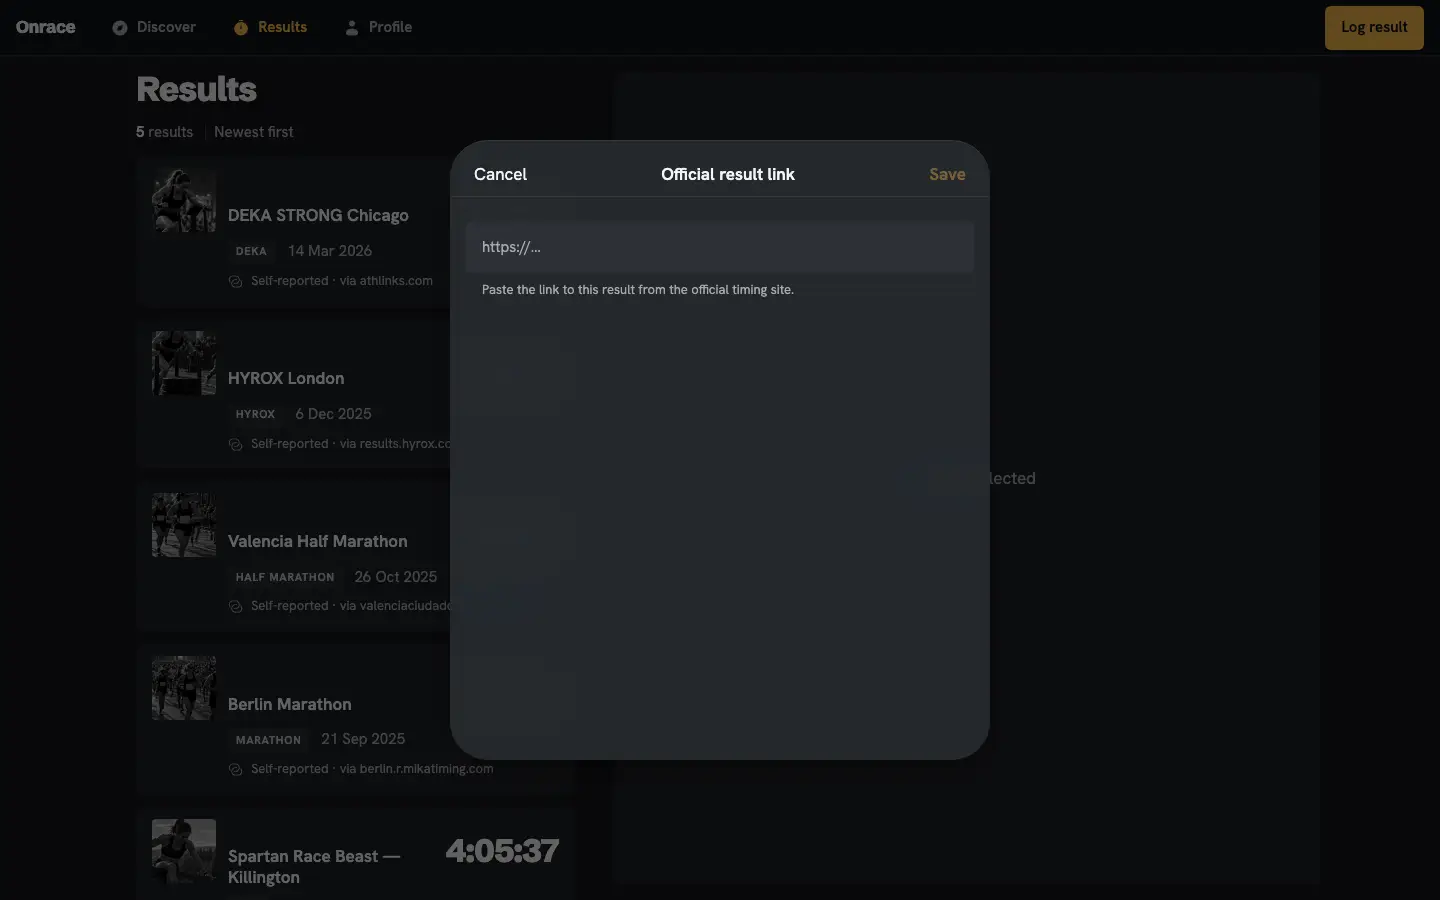 Onrace
Discover
Results
Profile
Log result
Results
5 results
Newest first
DEKA STRONG Chicago
DEKA
14 Mar 2026
Self-reported · via athlinks.com
HYROX London
HYROX
6 Dec 2025
Self-reported · via results.hyrox.co
Valencia Half Marathon
HALF MARATHON
26 Oct 2025
Self-reported · via valenciaciudad
Berlin Marathon
MARATHON
21 Sep 2025
Self-reported · via berlin.r.mikatiming.com
Spartan Race Beast —
Killington
4:05:37
Cancel
Official result link
Save
https://...
Paste the link to this result from the official timing site.
lected